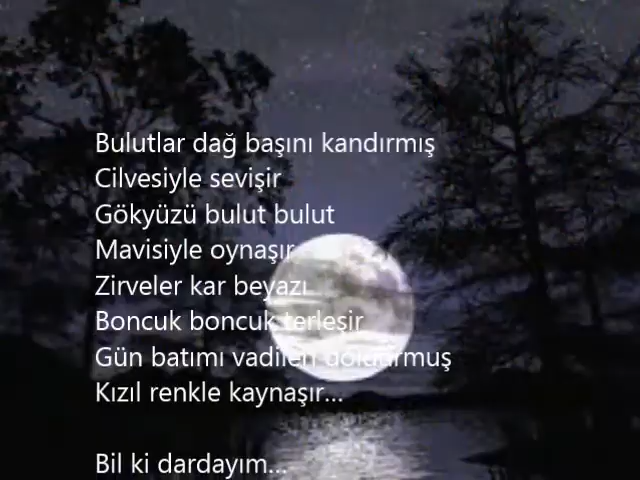 Bulutlar dağ başını kandırmış
Cilvesiyle sevişir
Gökyüzü bulut bulut
Mavisiyle oynaşır
Zirveler kar beyazı
Boncuk boncuk terleşir
Gün batımı vadileri doldurmuş
Kızıl renkle kaynaşır...
Bil ki dardayım...